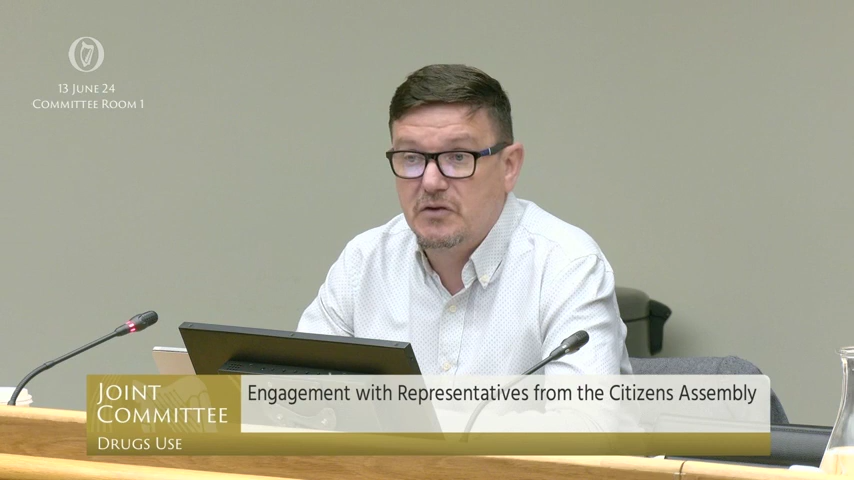 13 June 24
Committee Room 1
Joint
Committee
Drugs Use
Engagement with Representatives from the Citizens Assembly